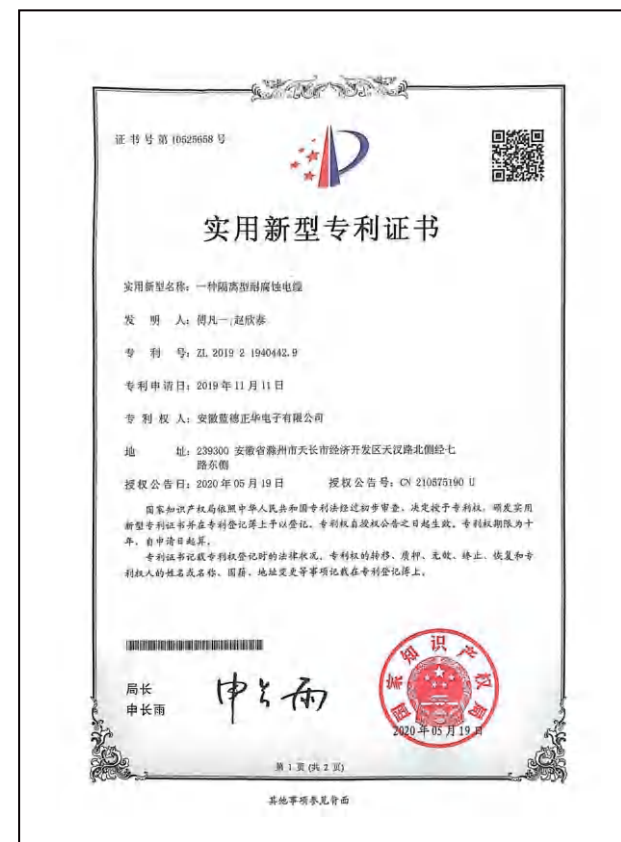 证书号第10525658号
实用新型专利证书
实用新型名称：一种隔离型耐腐蚀电缆
发 明 人：傅凡一;赵欣泰
专 利 号：ZL 2019 2 1940442.9
专利申请日：2019年11月11日
专 利 权 人：安徽蓝德正华电子有限公司
地 址：239300 安徽省滁州市天长市经济开发区天汉路北侧经七
路东侧
授权公告日：2020年05月19日 授权公告号：CN 210575190 U
国家知识产权局依照中华人民共和国专利法经过初步审查，决定授予专利权，颁发实用
新型专利证书并在专利登记簿上予以登记。专利权自授权公告之日起生效。专利权期限为十
年，自申请日起算。
专利证书记载专利权登记时的法律状况。专利权的转移、质押、无效、终止、恢复和专
利权人的姓名或名称、国籍、地址变更等事项记载在专利登记簿上。
局长
申长雨
申长雨
国家知识产权局
2020年05月19日
第 1 页 (共 2 页)
其他事项参见背面